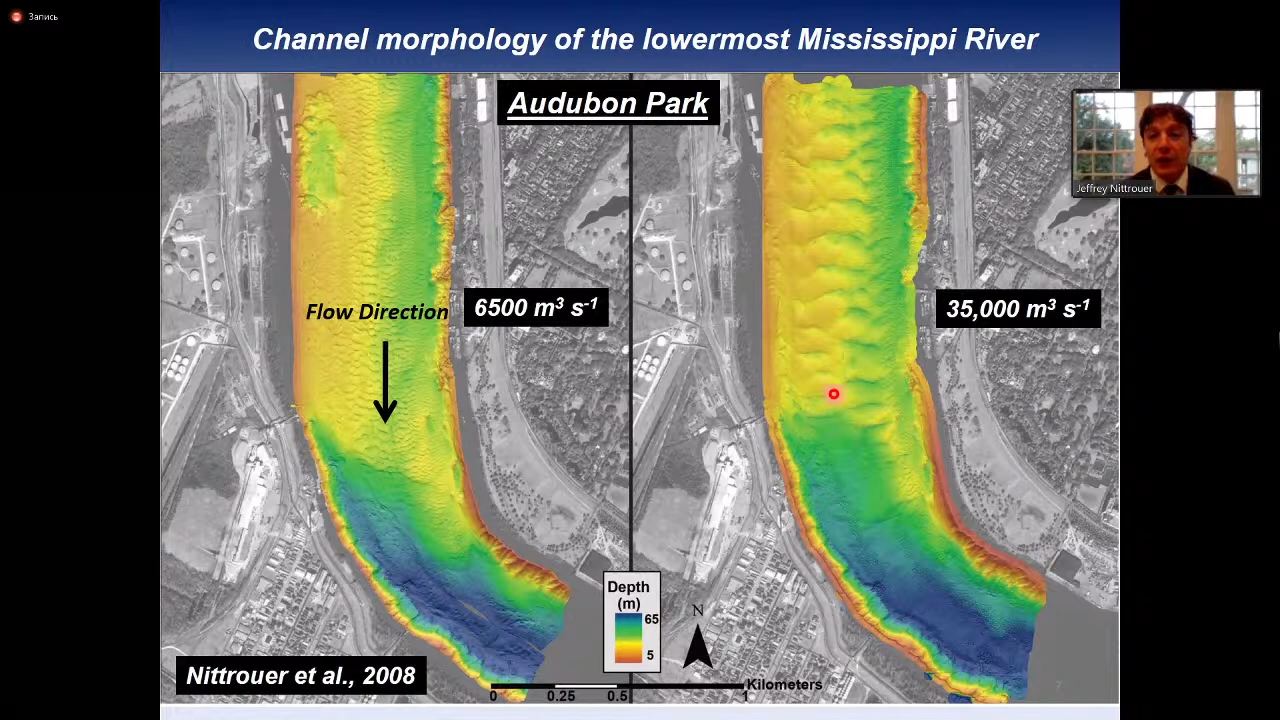 Запись
Channel morphology of the lowermost Mississippi River
Audubon Park
Jeffrey Nittrouer
Flow Direction
6500 m³ s⁻¹
35,000 m³ s⁻¹
Depth
(m)
65
5
N
Nittrouer et al., 2008
Kilometers
0 0.25 0.5 1
7